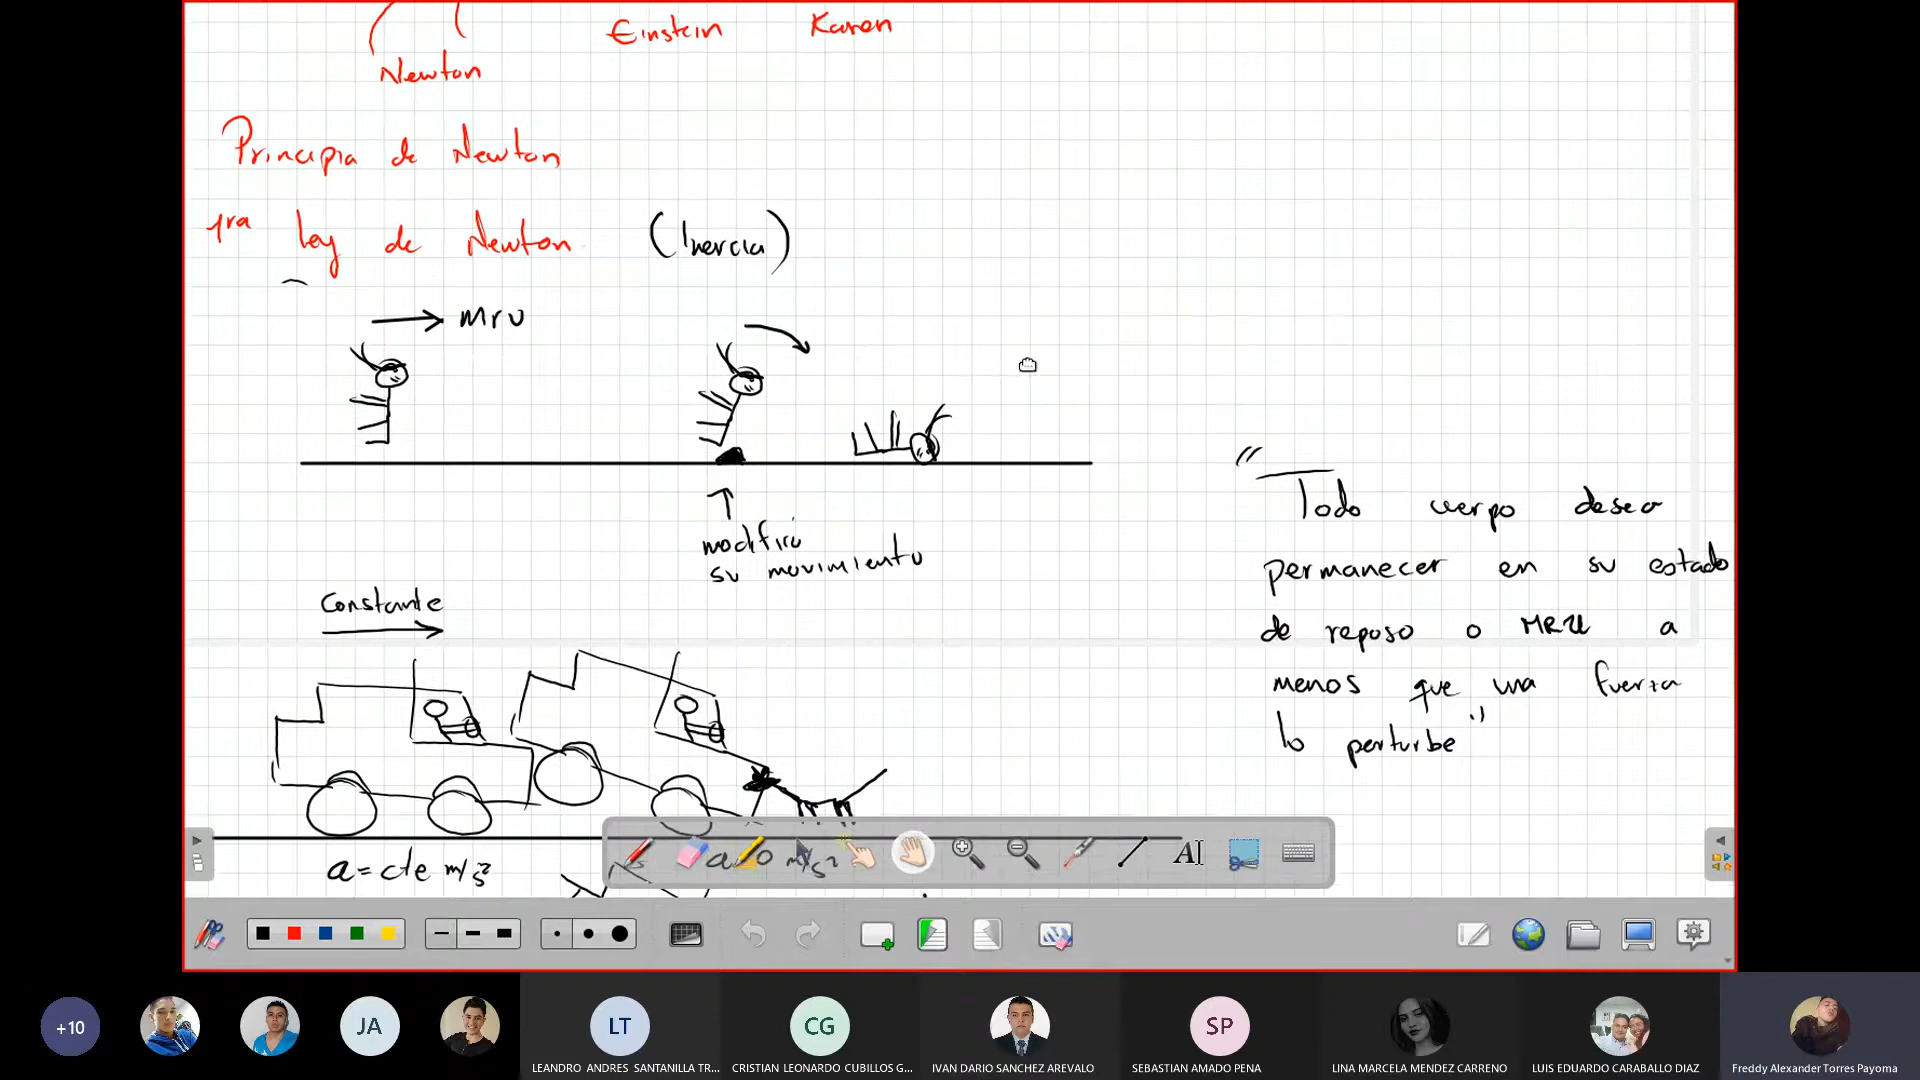 Einstein Karen
Newton
Principia de Newton
1ra Ley de Newton (Inercia)
→ Mru
modificó
su movimiento
Constante
"Todo cuerpo desea
permanecer en su estado
de reposo o MRU a
menos que una fuerza
lo perturbe"
a = cte m/s²
m/s²
AI
+10
JA
LT
CG
SP
LEANDRO ANDRES SANTANILLA TR...
CRISTIAN LEONARDO CUBILLOS G...
IVAN DARIO SANCHEZ AREVALO
SEBASTIAN AMADO PENA
LINA MARCELA MENDEZ CARRENO
LUIS EDUARDO CARABALLO DIAZ
Freddy Alexander Torres Payoma